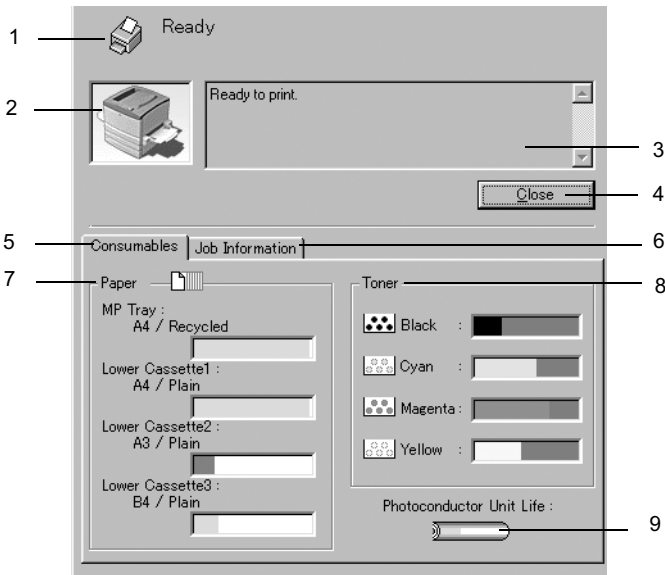 1
Ready
2
Ready to print.
3
Close
4
5
Consumables
Job Information
6
7
Paper
MP Tray :
A4 / Recycled
Lower Cassette1 :
A4 / Plain
Lower Cassette2 :
A3 / Plain
Lower Cassette3 :
B4 / Plain
Toner
8
Black :
Cyan :
Magenta :
Yellow :
Photoconductor Unit Life :
9